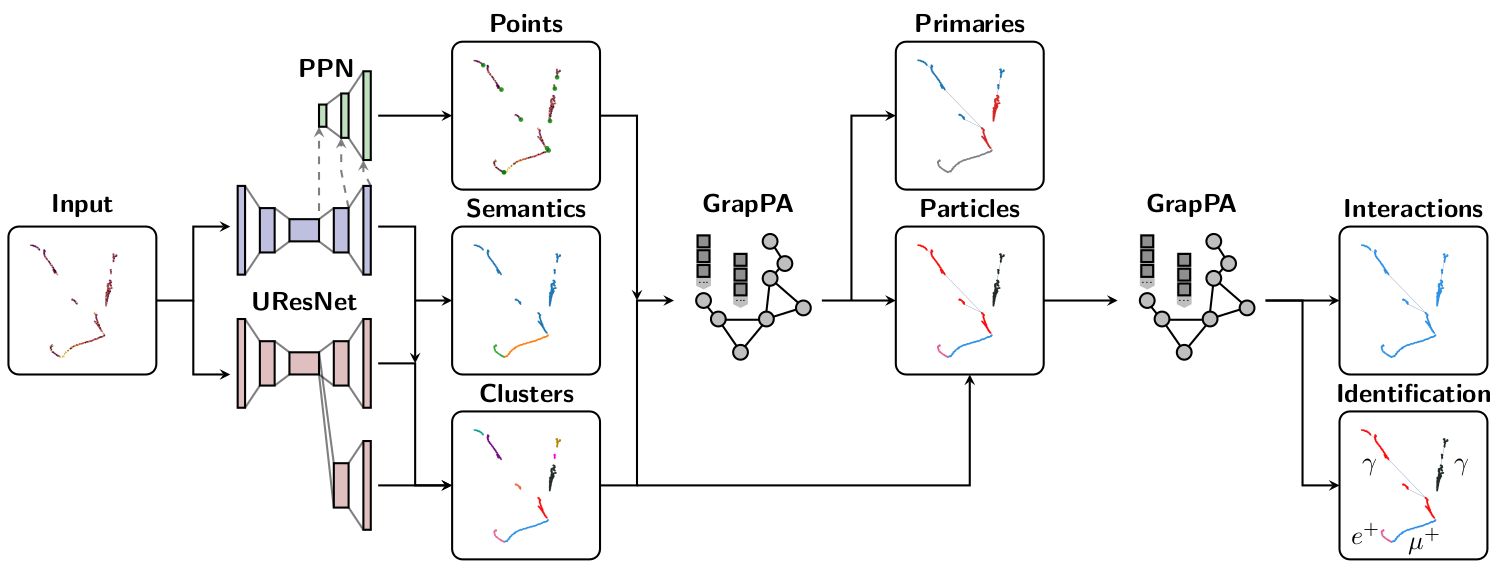 Points
Primaries
PPN
Input
Semantics
GrapPA
Particles
GrapPA
Interactions
UResNet
Clusters
Identification
γ
γ
e+
μ+